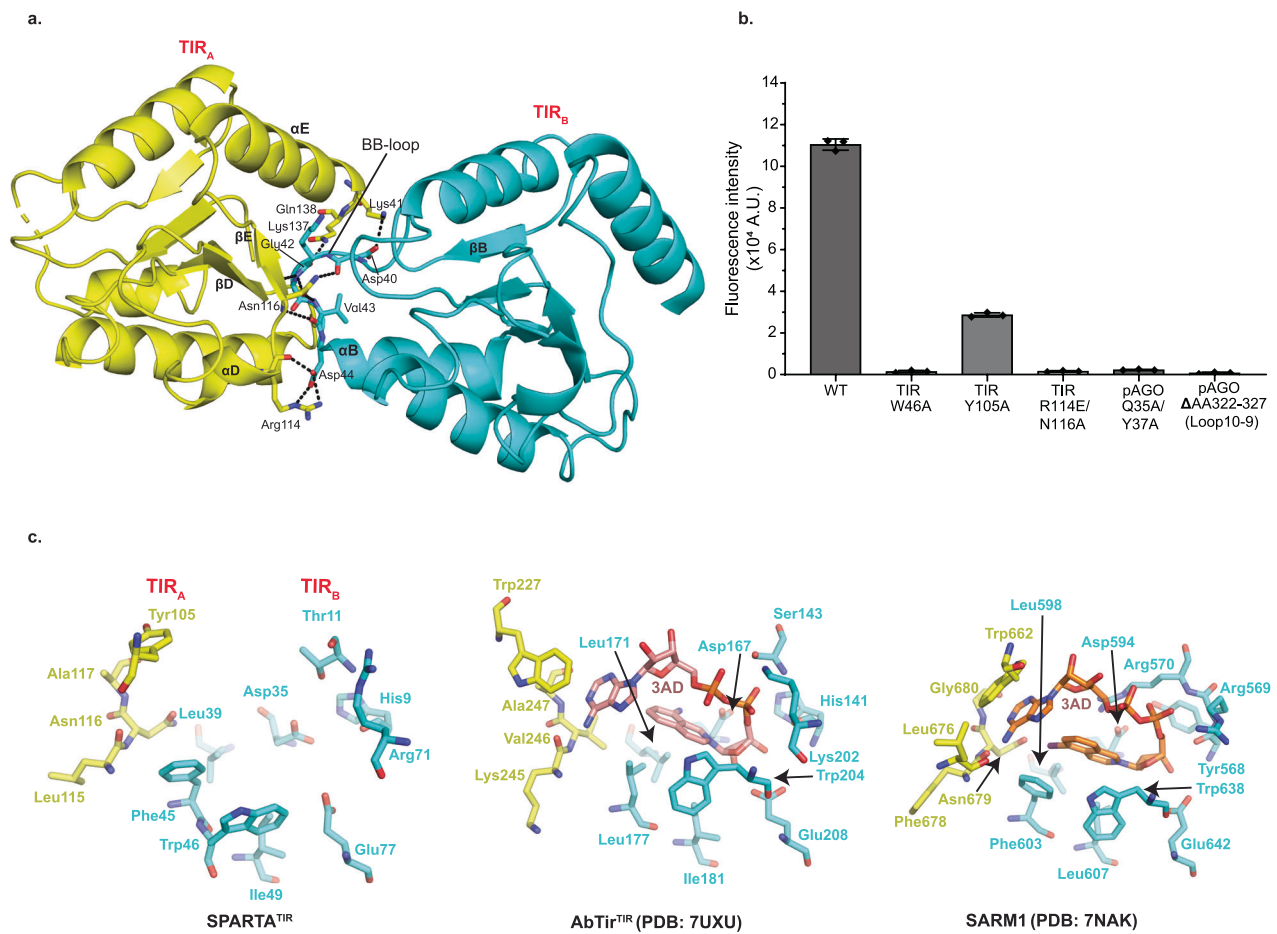 a.
TIRA
TIRB
αE
BB-loop
Gln138
Lys41
Lys137
βE
Gly42
βB
βD
Asp40
Asn116
Val43
αB
αD
Asp44
Arg114
b.
Fluorescence intensity
(x10⁴ A.U.)
14
12
10
8
6
4
2
0
WT
TIR
W46A
TIR
Y105A
TIR
R114E/
N116A
pAGO
Q35A/
Y37A
pAGO
ΔAA322-327
(Loop10-9)
c.
TIRA
TIRB
Tyr105
Thr11
Ala117
Asp35
His9
Asn116
Leu39
Arg71
Leu115
Phe45
Trp46
Glu77
Ile49
SPARTATIR
Trp227
Ser143
Leu171
Asp167
3AD
Ala247
His141
Val246
Lys202
Lys245
Trp204
Leu177
Glu208
Ile181
AbTirTIR (PDB: 7UXU)
Leu598
Trp662
Asp594
Arg570
Gly680
Arg569
3AD
Leu676
Tyr568
Asn679
Trp638
Phe678
Phe603
Glu642
Leu607
SARM1 (PDB: 7NAK)